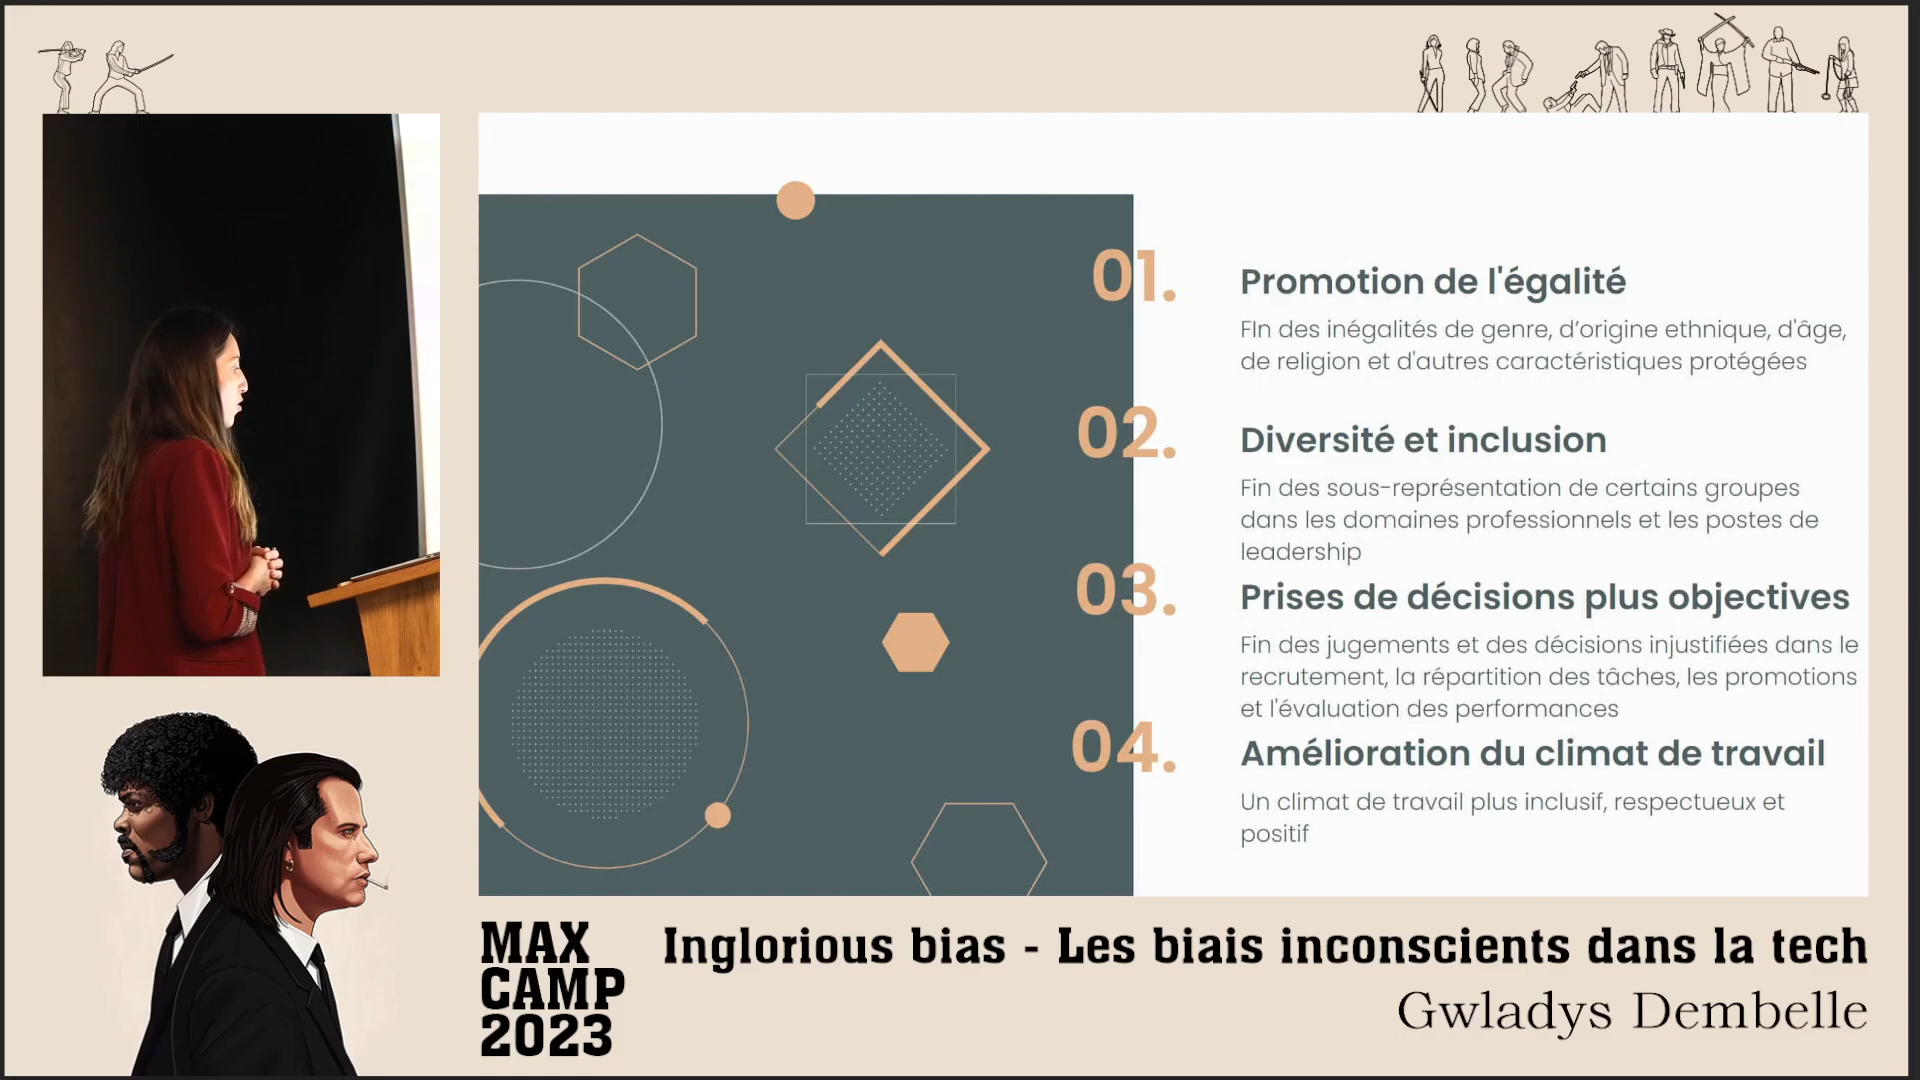 01.
Promotion de l'égalité
FIn des inégalités de genre, d’origine ethnique, d'âge,
de religion et d'autres caractéristiques protégées
02.
Diversité et inclusion
Fin des sous-représentation de certains groupes
dans les domaines professionnels et les postes de
leadership
03.
Prises de décisions plus objectives
Fin des jugements et des décisions injustifiées dans le
recrutement, la répartition des tâches, les promotions
et l'évaluation des performances
04.
Amélioration du climat de travail
Un climat de travail plus inclusif, respectueux et
positif
MAX
CAMP
2023
Inglorious bias - Les biais inconscients dans la tech
Gwladys Dembelle